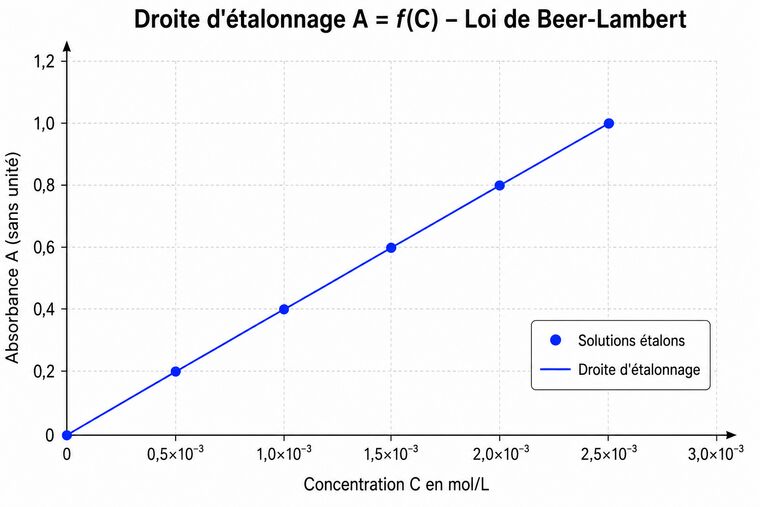 Droite d'étalonnage A = f(C) – Loi de Beer-Lambert
Absorbance A (sans unité)
1,2
1,0
0,8
0,6
0,4
0,2
0
0 0,5×10⁻³ 1,0×10⁻³ 1,5×10⁻³ 2,0×10⁻³ 2,5×10⁻³ 3,0×10⁻³
Concentration C en mol/L
Solutions étalons
Droite d'étalonnage